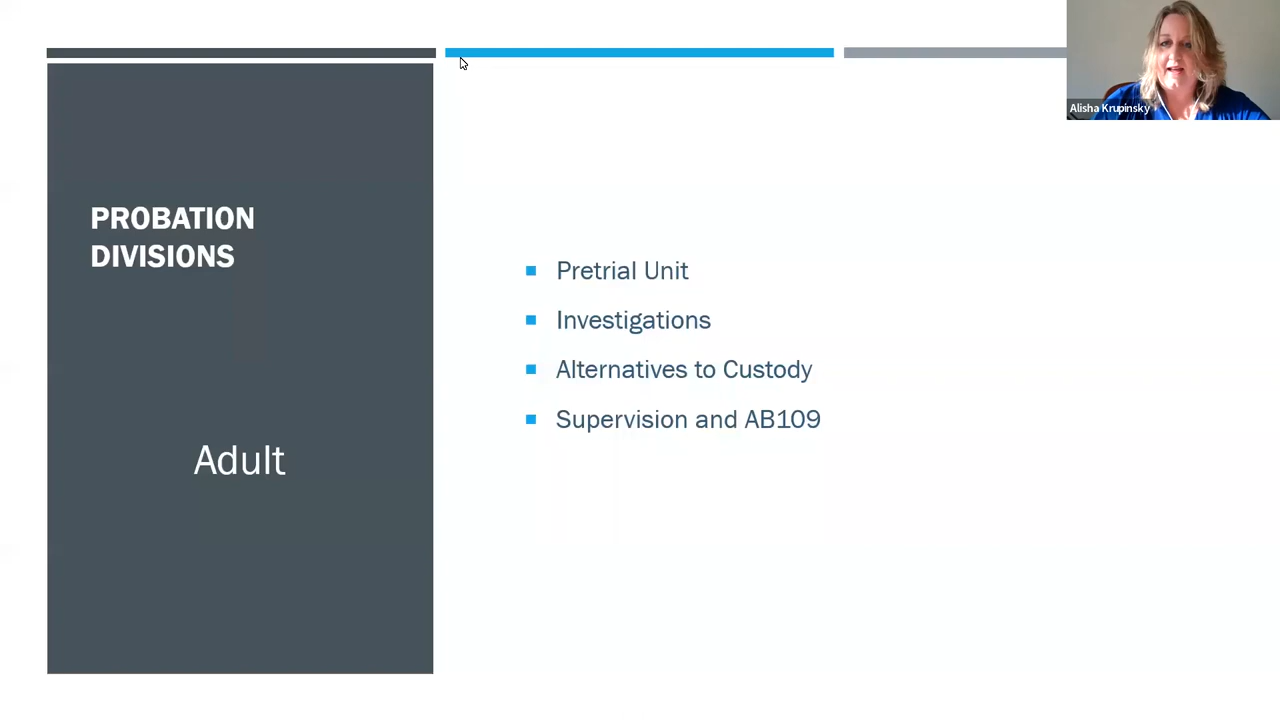 Alisha Krupinsky
PROBATION
DIVISIONS
Adult
Pretrial Unit
Investigations
Alternatives to Custody
Supervision and AB109